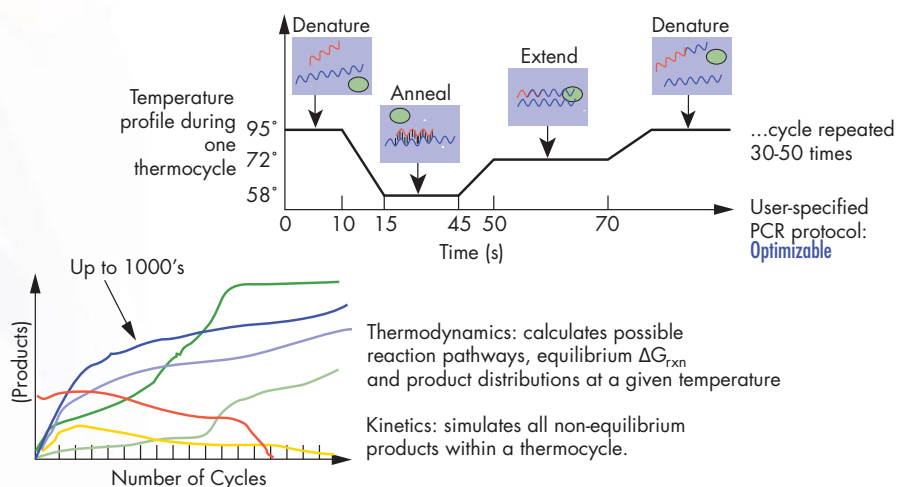 Denature
Denature
Extend
Anneal
Temperature
profile during
one
thermocycle
95°
72°
58°
…cycle repeated
30-50 times
0 10 15 45 50 70
Time (s)
User-specified
PCR protocol:
Optimizable
Up to 1000's
(Products)
Number of Cycles
Thermodynamics: calculates possible
reaction pathways, equilibrium ΔGrxn
and product distributions at a given temperature
Kinetics: simulates all non-equilibrium
products within a thermocycle.